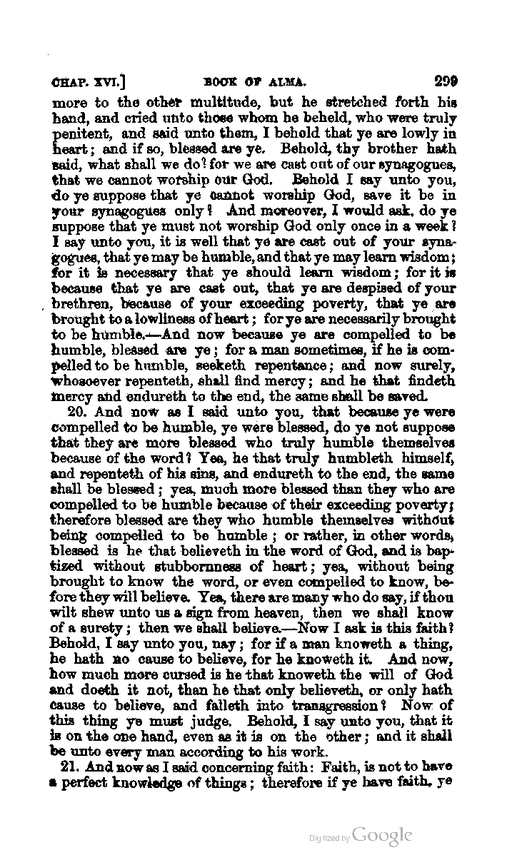 CHAP. XVI.] BOOK OF ALMA. 299
more to the other multitude, but he stretched forth his
hand, and cried unto those whom he beheld, who were truly
penitent, and said unto them, I behold that ye are lowly in
heart; and if so, blessed are ye. Behold, thy brother hath
said, what shall we do? for we are cast out of our synagogues,
that we cannot worship our God. Behold I say unto you,
do ye suppose that ye cannot worship God, save it be in
your synagogues only? And moreover, I would ask, do ye
suppose that ye must not worship God only once in a week?
I say unto you, it is well that ye are cast out of your syna-
gogues, that ye may be humble, and that ye may learn wisdom;
for it is necessary that ye should learn wisdom; for it is
because that ye are cast out, that ye are despised of your
brethren, because of your exceeding poverty, that ye are
brought to a lowliness of heart; for ye are necessarily brought
to be humble.—And now because ye are compelled to be
humble, blessed are ye; for a man sometimes, if he is com-
pelled to be humble, seeketh repentance; and now surely,
whosoever repenteth, shall find mercy; and he that findeth
mercy and endureth to the end, the same shall be saved.
20. And now as I said unto you, that because ye were
compelled to be humble, ye were blessed, do ye not suppose
that they are more blessed who truly humble themselves
because of the word? Yea, he that truly humbleth himself,
and repenteth of his sins, and endureth to the end, the same
shall be blessed; yea, much more blessed than they who are
compelled to be humble because of their exceeding poverty;
therefore blessed are they who humble themselves without
being compelled to be humble; or rather, in other words,
blessed is he that believeth in the word of God, and is bap-
tized without stubbornness of heart; yea, without being
brought to know the word, or even compelled to know, be-
fore they will believe. Yea, there are many who do say, if thou
wilt shew unto us a sign from heaven, then we shall know
of a surety; then we shall believe.—Now I ask is this faith?
Behold, I say unto you, nay; for if a man knoweth a thing,
he hath no cause to believe, for he knoweth it. And now,
how much more cursed is he that knoweth the will of God
and doeth it not, than he that only believeth, or only hath
cause to believe, and falleth into transgression? Now of
this thing ye must judge. Behold, I say unto you, that it
is on the one hand, even as it is on the other; and it shall
be unto every man according to his work.
21. And now as I said concerning faith: Faith, is not to have
a perfect knowledge of things; therefore if ye have faith, ye
Digitized by Google